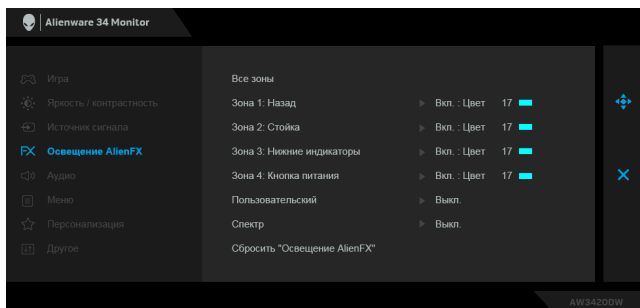 Alienware 34 Monitor
Игра
Яркость / контрастность
Источник сигнала
FX Освещение AlienFX
Аудио
Меню
Персонализация
Другое
Все зоны
Зона 1: Назад Вкл. : Цвет 17
Зона 2: Стойка Вкл. : Цвет 17
Зона 3: Нижние индикаторы Вкл. : Цвет 17
Зона 4: Кнопка питания Вкл. : Цвет 17
Пользовательский Выкл.
Спектр Выкл.
Сбросить "Освещение AlienFX"
AW3420DW